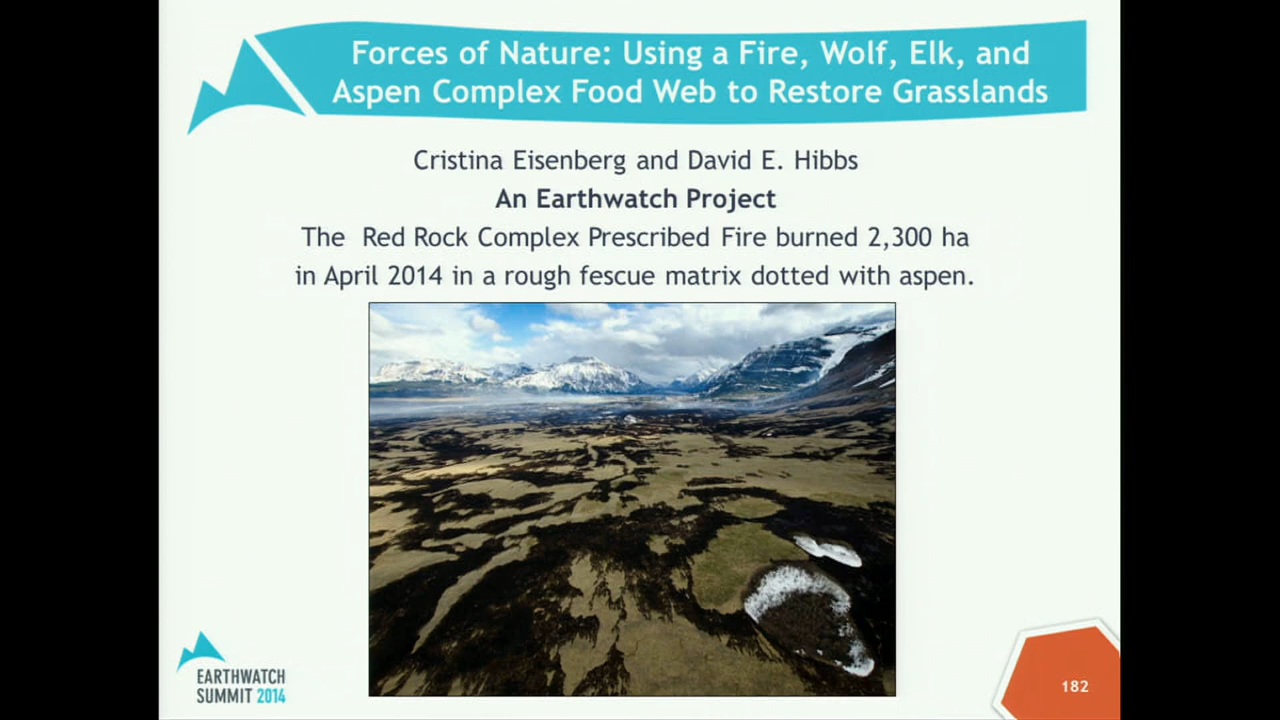 Forces of Nature: Using a Fire, Wolf, Elk, and
Aspen Complex Food Web to Restore Grasslands
Cristina Eisenberg and David E. Hibbs
An Earthwatch Project
The Red Rock Complex Prescribed Fire burned 2,300 ha
in April 2014 in a rough fescue matrix dotted with aspen.
EARTHWATCH
SUMMIT 2014
182